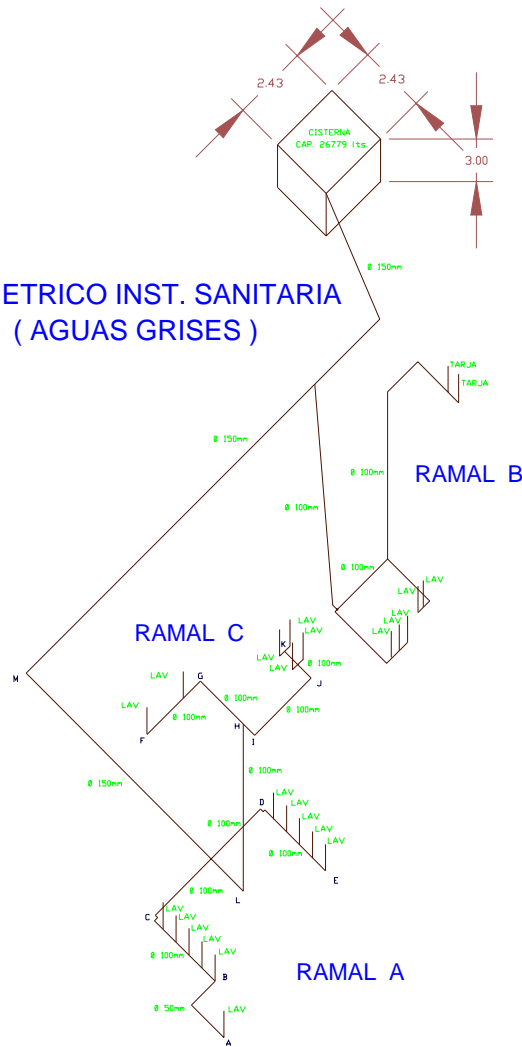 2.43
2.43
CISTERNA
CAP. 26779 lts.
3.00
Ø 150mm
ETRICO INST. SANITARIA
( AGUAS GRISES )
TARJA
TARJA
Ø 150mm
Ø 100mm
RAMAL B
Ø 100mm
Ø 100mm
LAV
LAV
LAV
LAV
RAMAL C
LAV
LAV
K
LAV
Ø 100mm
J
M
LAV
G
Ø 100mm
Ø 100mm
LAV
Ø 100mm
F
H
I
Ø 150mm
Ø 100mm
D
LAV
LAV
LAV
LAV
LAV
Ø 100mm
Ø 100mm
E
Ø 100mm
L
C
LAV
LAV
LAV
LAV
LAV
Ø 100mm
B
RAMAL A
Ø 50mm
LAV
A